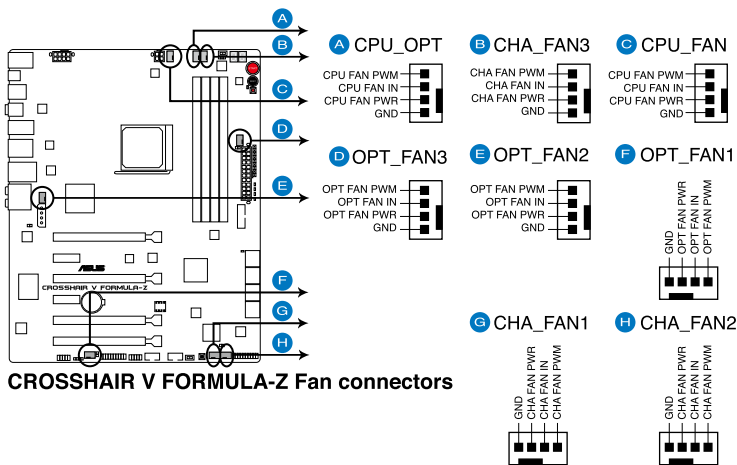 A
B
C
D
E
F
G
H
ASUS
CROSSHAIR V FORMULA-Z
CROSSHAIR V FORMULA-Z Fan connectors
A CPU_OPT
CPU FAN PWM
CPU FAN IN
CPU FAN PWR
GND
B CHA_FAN3
CHA FAN PWM
CHA FAN IN
CHA FAN PWR
GND
C CPU_FAN
CPU FAN PWM
CPU FAN IN
CPU FAN PWR
GND
D OPT_FAN3
OPT FAN PWM
OPT FAN IN
OPT FAN PWR
GND
E OPT_FAN2
OPT FAN PWM
OPT FAN IN
OPT FAN PWR
GND
F OPT_FAN1
GND
OPT FAN PWR
OPT FAN IN
OPT FAN PWM
G CHA_FAN1
GND
CHA FAN PWR
CHA FAN IN
CHA FAN PWM
H CHA_FAN2
GND
CHA FAN PWR
CHA FAN IN
CHA FAN PWM